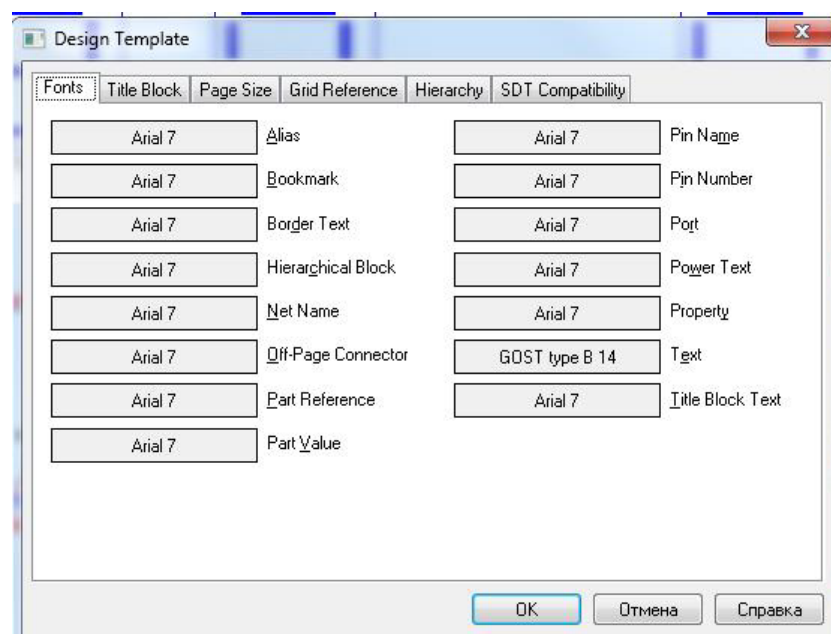 Design Template
Fonts Title Block Page Size Grid Reference Hierarchy SDT Compatibility
Arial 7 Alias Arial 7 Pin Name
Arial 7 Bookmark Arial 7 Pin Number
Arial 7 Border Text Arial 7 Port
Arial 7 Hierarchical Block Arial 7 Power Text
Arial 7 Net Name Arial 7 Property
Arial 7 Off-Page Connector GOST type B 14 Text
Arial 7 Part Reference Arial 7 Title Block Text
Arial 7 Part Value
OK Отмена Справка